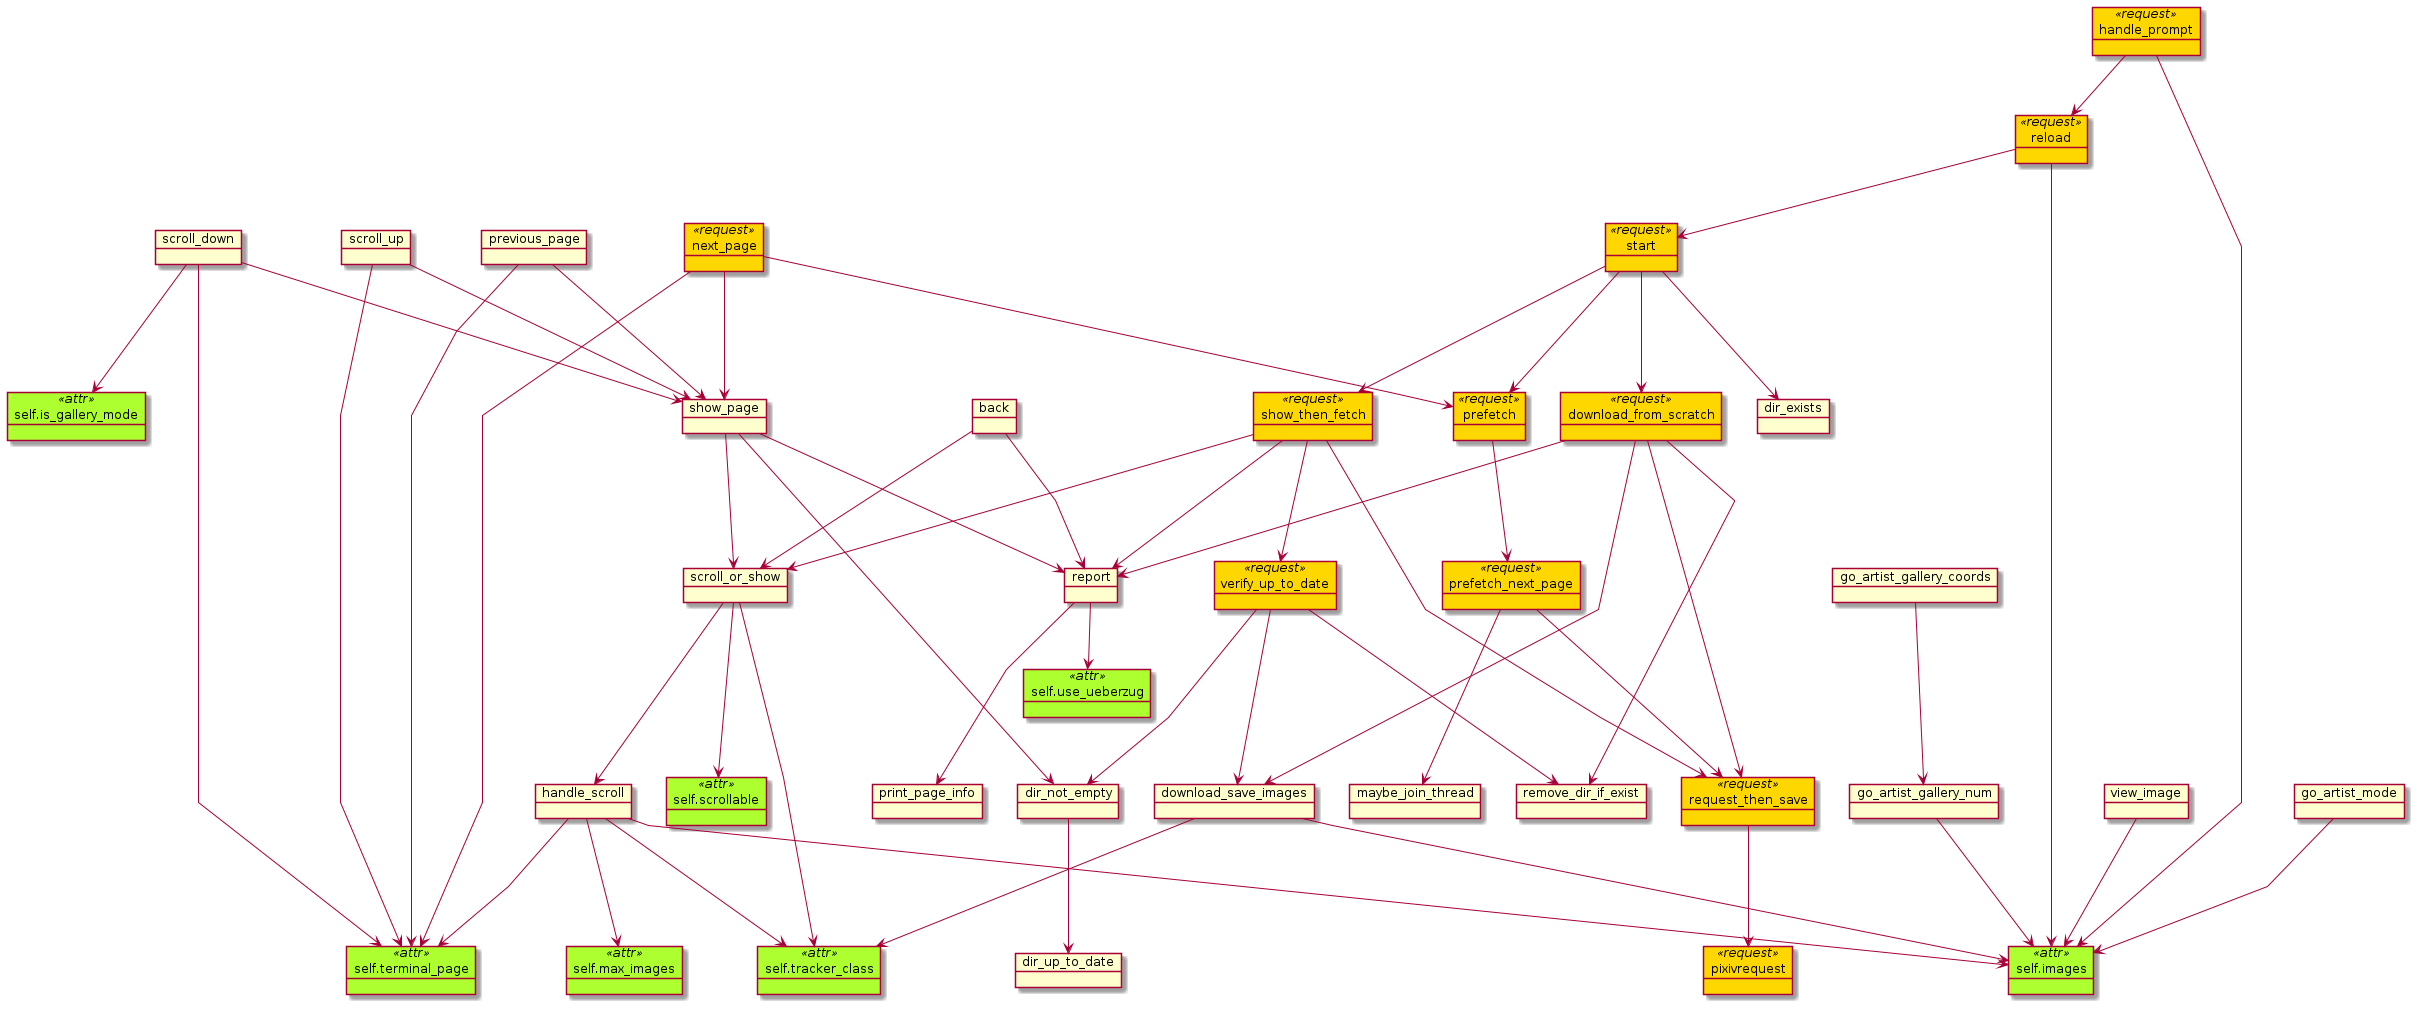 «request»
handle_prompt
«request»
reload
scroll_down
scroll_up
previous_page
«request»
next_page
«request»
start
«attr»
self.is_gallery_mode
show_page
back
«request»
show_then_fetch
«request»
prefetch
«request»
download_from_scratch
dir_exists
scroll_or_show
report
«request»
verify_up_to_date
«request»
prefetch_next_page
go_artist_gallery_coords
«attr»
self.use_ueberzug
handle_scroll
«attr»
self.scrollable
print_page_info
dir_not_empty
download_save_images
maybe_join_thread
remove_dir_if_exist
«request»
request_then_save
go_artist_gallery_num
view_image
go_artist_mode
«attr»
self.terminal_page
«attr»
self.max_images
«attr»
self.tracker_class
dir_up_to_date
«request»
pixivrequest
«attr»
self.images